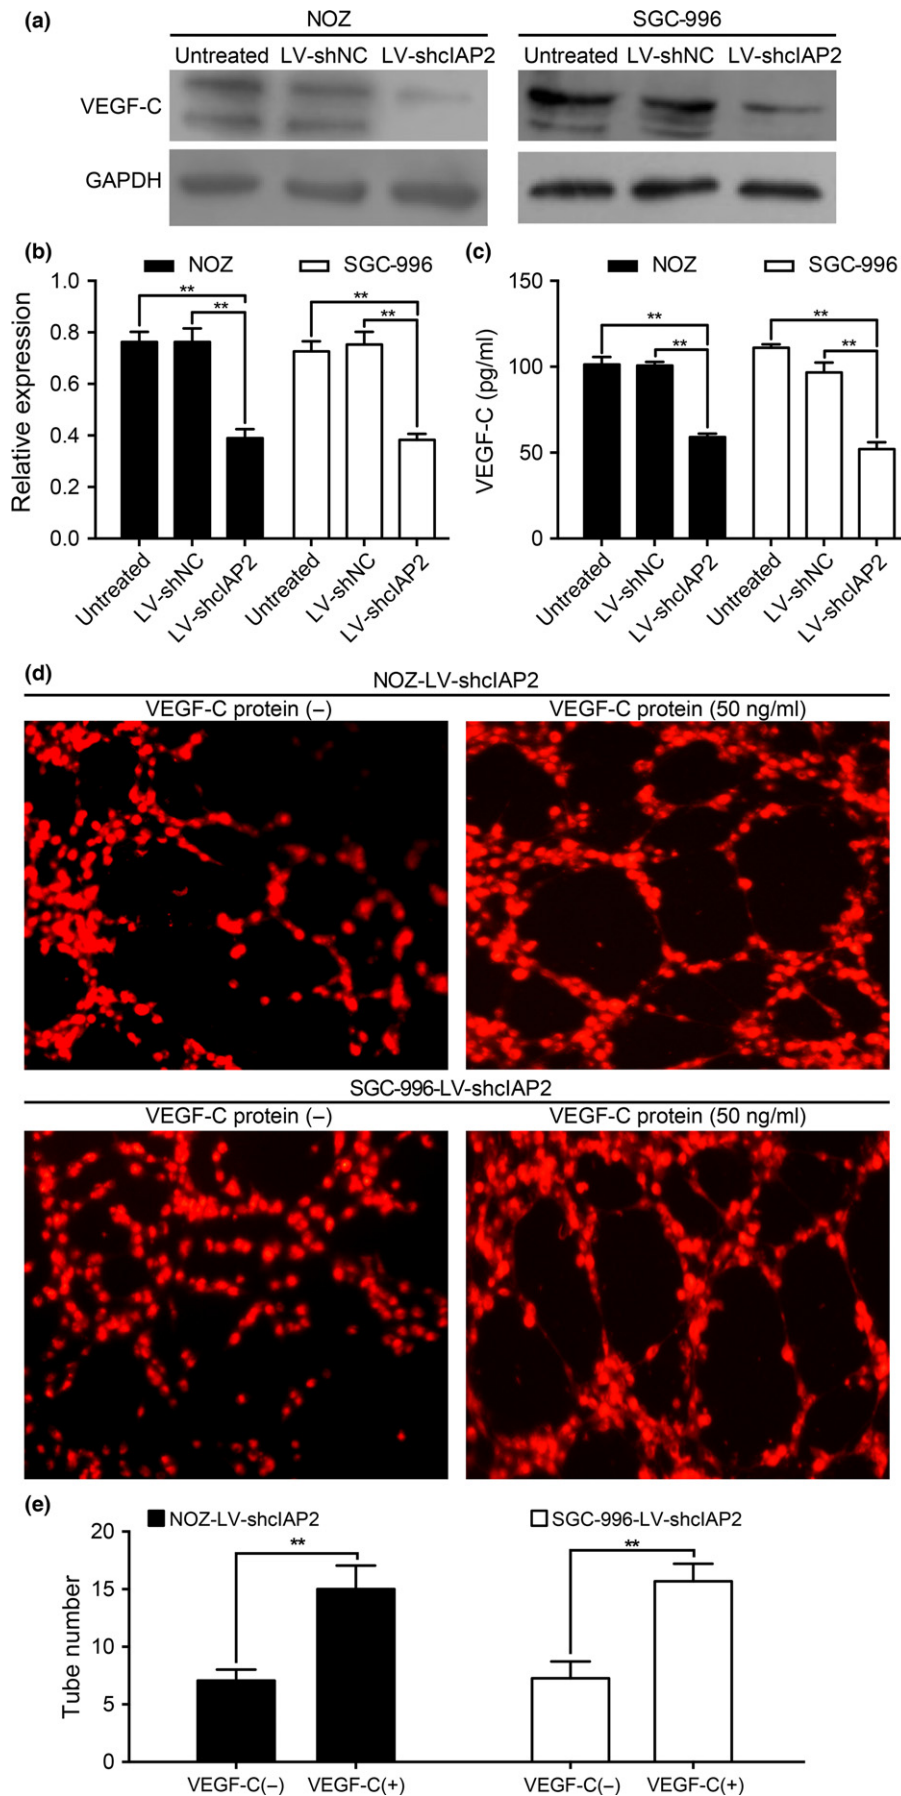 (a)
NOZ
SGC-996
Untreated LV-shNC LV-shcIAP2
Untreated LV-shNC LV-shcIAP2
VEGF-C
GAPDH
(b)
NOZ
SGC-996
Relative expression
1.0
0.8
0.6
0.4
0.2
0.0
**
**
**
**
Untreated
LV-shNC
LV-shcIAP2
Untreated
LV-shNC
LV-shcIAP2
(c)
NOZ
SGC-996
VEGF-C (pg/ml)
150
100
50
0
**
**
**
**
Untreated
LV-shNC
LV-shcIAP2
Untreated
LV-shNC
LV-shcIAP2
(d)
NOZ-LV-shcIAP2
VEGF-C protein (–)
VEGF-C protein (50 ng/ml)
SGC-996-LV-shcIAP2
VEGF-C protein (–)
VEGF-C protein (50 ng/ml)
(e)
NOZ-LV-shcIAP2
SGC-996-LV-shcIAP2
Tube number
20
15
10
5
0
**
**
VEGF-C(–)
VEGF-C(+)
VEGF-C(–)
VEGF-C(+)